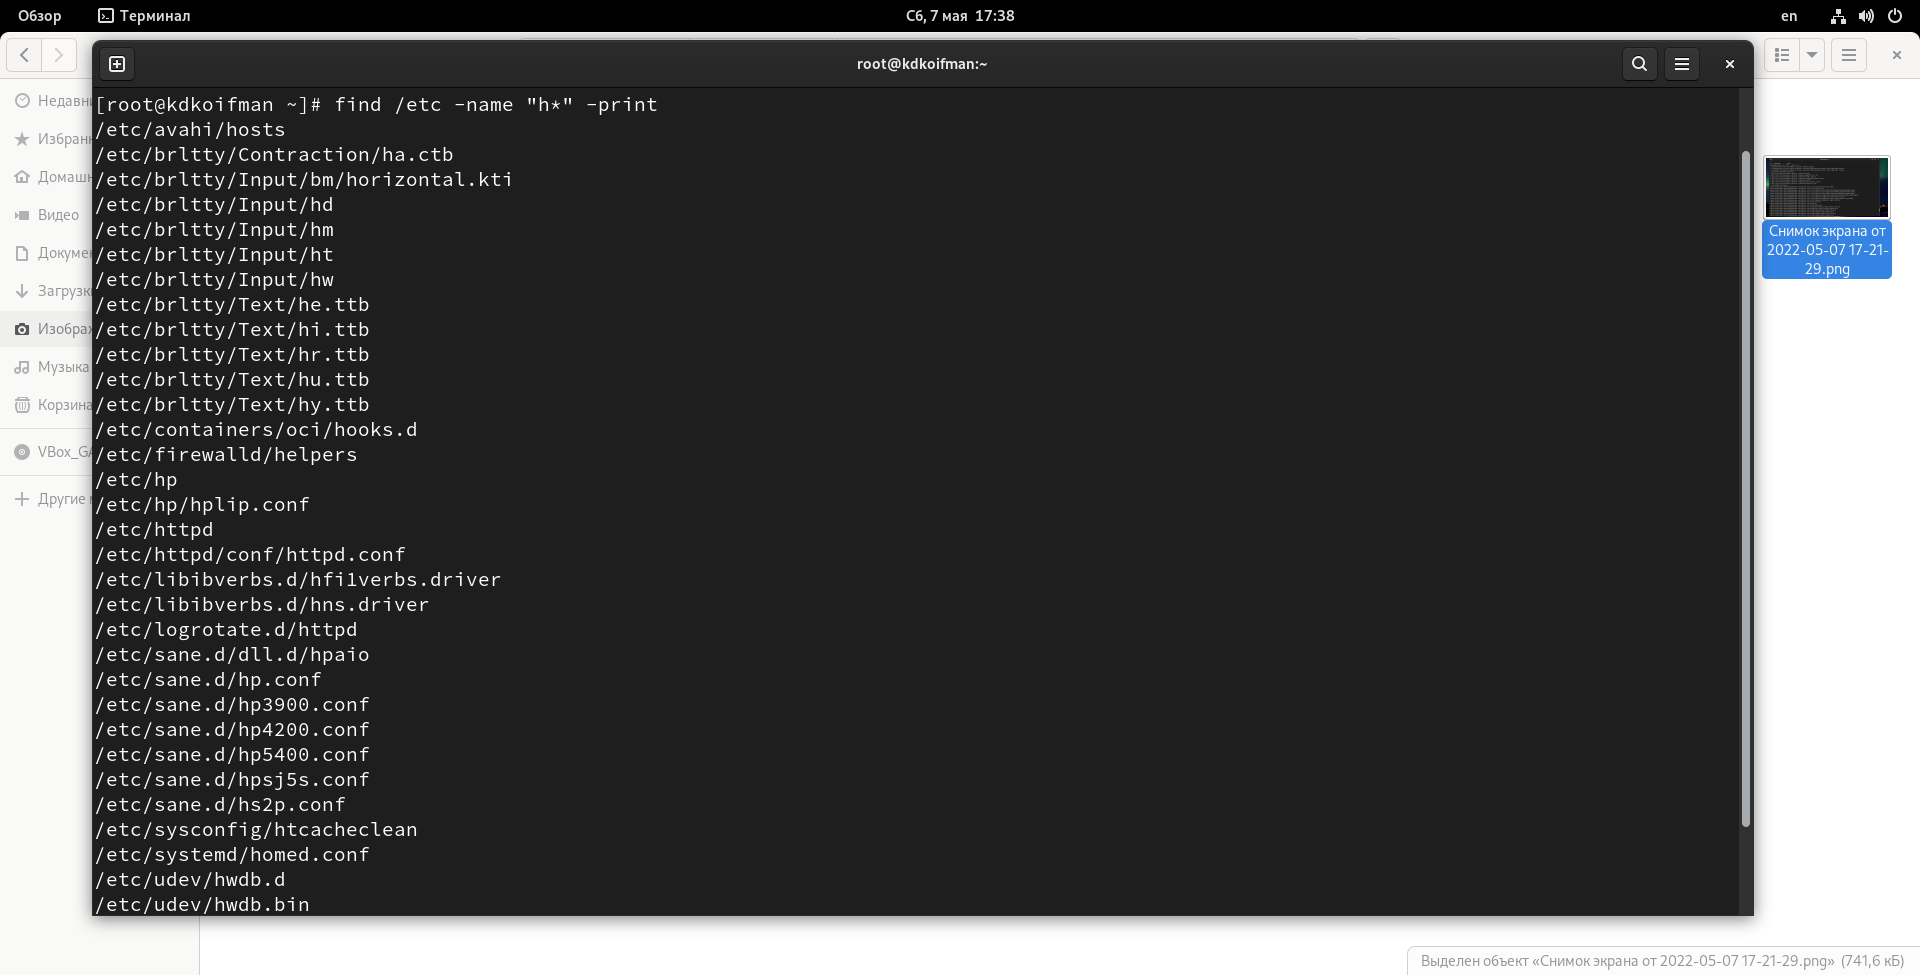 Обзор Терминал Сб, 7 мая 17:38 en
root@kdkoifman:~
[root@kdkoifman ~]# find /etc -name "h*" -print
/etc/avahi/hosts
/etc/brltty/Contraction/ha.ctb
/etc/brltty/Input/bm/horizontal.kti
/etc/brltty/Input/hd
/etc/brltty/Input/hm
/etc/brltty/Input/ht
/etc/brltty/Input/hw
/etc/brltty/Text/he.ttb
/etc/brltty/Text/hi.ttb
/etc/brltty/Text/hr.ttb
/etc/brltty/Text/hu.ttb
/etc/brltty/Text/hy.ttb
/etc/containers/oci/hooks.d
/etc/firewalld/helpers
/etc/hp
/etc/hp/hplip.conf
/etc/httpd
/etc/httpd/conf/httpd.conf
/etc/libibverbs.d/hfi1verbs.driver
/etc/libibverbs.d/hns.driver
/etc/logrotate.d/httpd
/etc/sane.d/dll.d/hpaio
/etc/sane.d/hp.conf
/etc/sane.d/hp3900.conf
/etc/sane.d/hp4200.conf
/etc/sane.d/hp5400.conf
/etc/sane.d/hpsj5s.conf
/etc/sane.d/hs2p.conf
/etc/sysconfig/htcacheclean
/etc/systemd/homed.conf
/etc/udev/hwdb.d
/etc/udev/hwdb.bin
Недавн
Избранн
Домашн
Видео
Докумен
Загрузк
Изображ
Музыка
Корзина
VBox_GA
Другие
Снимок экрана от
2022-05-07 17-21-
29.png
Выделен объект «Снимок экрана от 2022-05-07 17-21-29.png» (741,6 кБ)